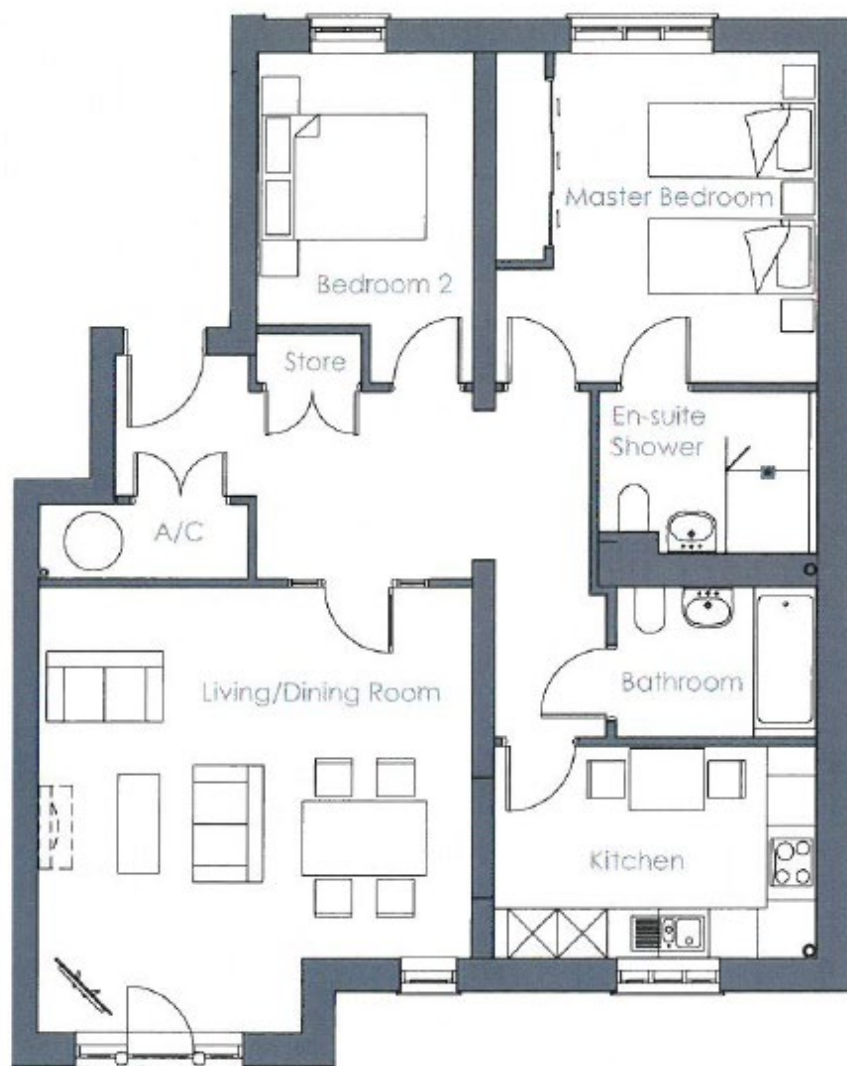 Master Bedroom
Bedroom 2
Store
En-suite
Shower
A/C
Living/Dining Room
Bathroom
Kitchen